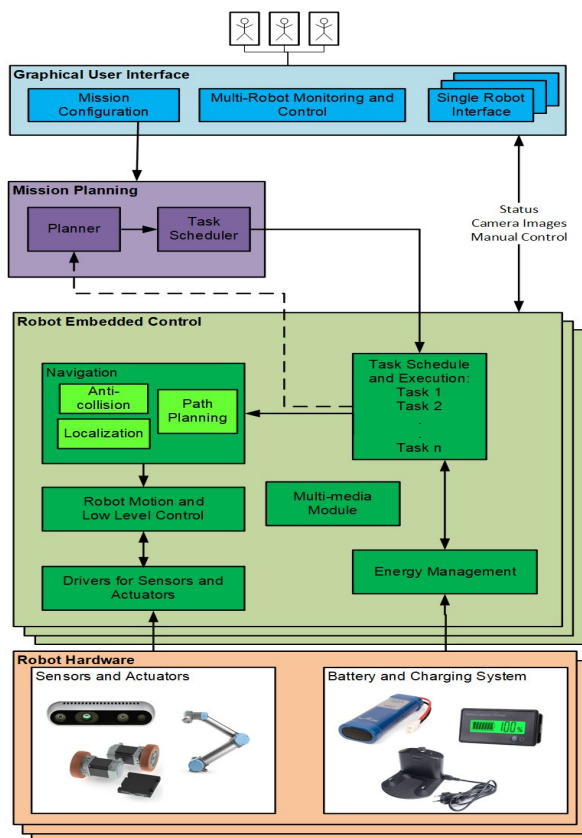 Graphical User Interface
Mission
Configuration
Multi-Robot Monitoring and
Control
Single Robot
Interface
Mission Planning
Planner
Task
Scheduler
Status
Camera Images
Manual Control
Robot Embedded Control
Navigation
Anti-
collision
Localization
Path
Planning
Task Schedule
and Execution:
Task 1
Task 2
.
.
Task n
Robot Motion and
Low Level Control
Multi-media
Module
Drivers for Sensors and
Actuators
Energy Management
Robot Hardware
Sensors and Actuators
Battery and Charging System
100%